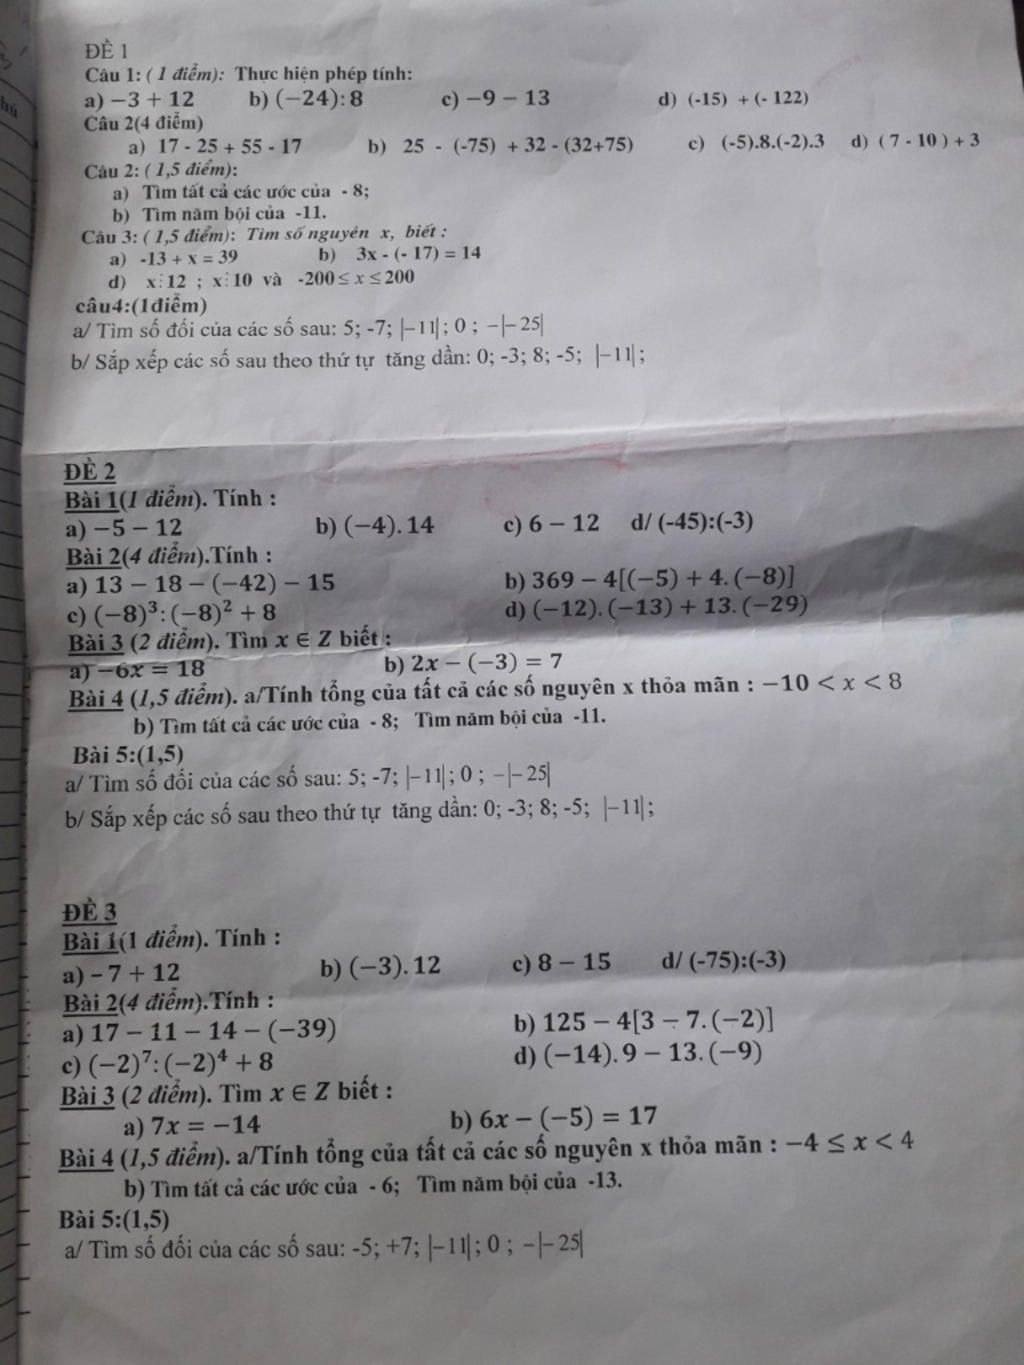 ĐỀ 1
Câu 1: ( 1 điểm): Thực hiện phép tính:
a) −3 + 12 b) (−24): 8 c) −9 − 13 d) (-15) + (- 122)
Câu 2(4 điểm)
a) 17 - 25 + 55 - 17 b) 25 - (-75) + 32 - (32+75) c) (-5).8.(-2).3 d) ( 7 - 10 ) + 3
Câu 2: ( 1,5 điểm):
a) Tìm tất cả các ước của - 8;
b) Tìm năm bội của -11.
Câu 3: ( 1,5 điểm): Tìm số nguyên x, biết :
a) -13 + x = 39 b) 3x - (- 17) = 14
d) x⋮12 ; x⋮10 và -200 ≤ x ≤ 200
câu4:(1điểm)
a/ Tìm số đối của các số sau: 5; -7; |−11|; 0 ; −|−25|
b/ Sắp xếp các số sau theo thứ tự tăng dần: 0; -3; 8; -5; |−11|;
ĐỀ 2
Bài 1(1 điểm). Tính :
a) −5 − 12 b) (−4). 14 c) 6 − 12 d/ (-45):(-3)
Bài 2(4 điểm).Tính :
a) 13 − 18 − (−42) − 15 b) 369 − 4[(−5) + 4. (−8)]
c) (−8)³: (−8)² + 8 d) (−12). (−13) + 13. (−29)
Bài 3 (2 điểm). Tìm x ∈ Z biết :
a) −6x = 18 b) 2x − (−3) = 7
Bài 4 (1,5 điểm). a/Tính tổng của tất cả các số nguyên x thỏa mãn : −10 < x < 8
b) Tìm tất cả các ước của - 8; Tìm năm bội của -11.
Bài 5:(1,5)
a/ Tìm số đối của các số sau: 5; -7; |−11|; 0 ; −|−25|
b/ Sắp xếp các số sau theo thứ tự tăng dần: 0; -3; 8; -5; |−11|;
ĐỀ 3
Bài 1(1 điểm). Tính :
a) − 7 + 12 b) (−3). 12 c) 8 − 15 d/ (-75):(-3)
Bài 2(4 điểm).Tính :
a) 17 − 11 − 14 − (−39) b) 125 − 4[3 − 7. (−2)]
c) (−2)⁷: (−2)⁴ + 8 d) (−14). 9 − 13. (−9)
Bài 3 (2 điểm). Tìm x ∈ Z biết :
a) 7x = −14 b) 6x − (−5) = 17
Bài 4 (1,5 điểm). a/Tính tổng của tất cả các số nguyên x thỏa mãn : −4 ≤ x < 4
b) Tìm tất cả các ước của - 6; Tìm năm bội của -13.
Bài 5:(1,5)
a/ Tìm số đối của các số sau: -5; +7; |−11|; 0 ; −|−25|